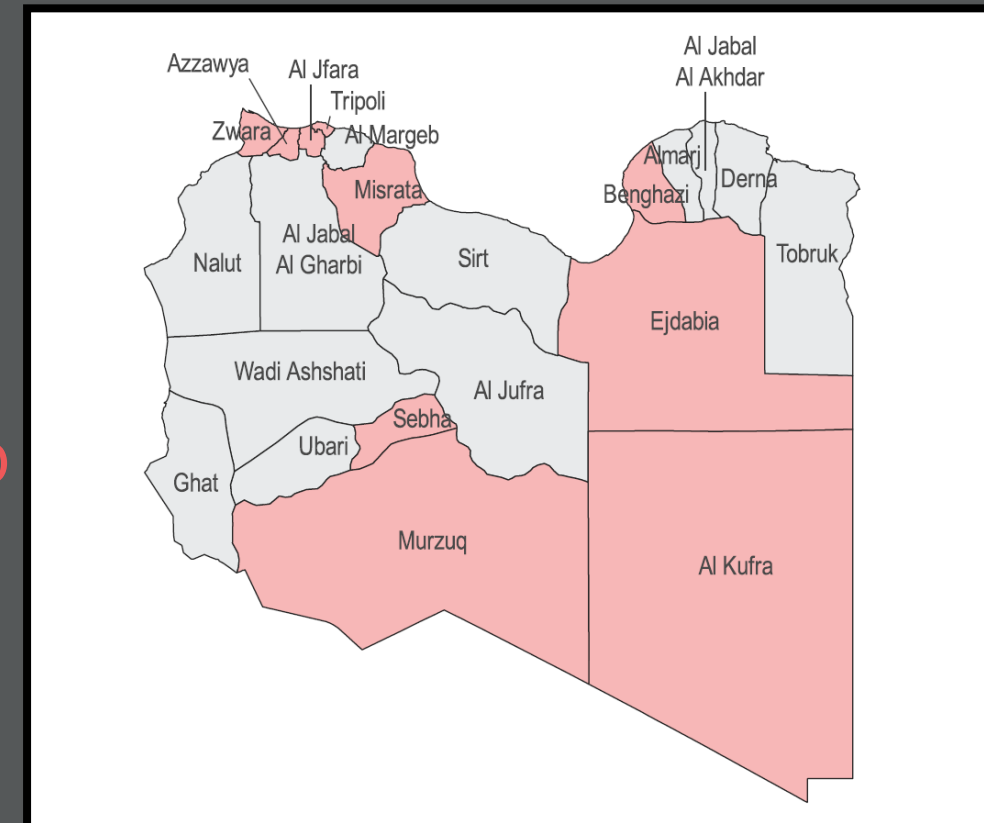 Al Jabal
Al Akhdar
Azzawya
Al Jfara
Tripoli
Zwara
Al Margeb
Almarj
Derna
Misrata
Benghazi
Al Jabal
Al Gharbi
Nalut
Sirt
Tobruk
Ejdabia
Wadi Ashshati
Al Jufra
Sebha
Ubari
Ghat
Murzuq
Al Kufra